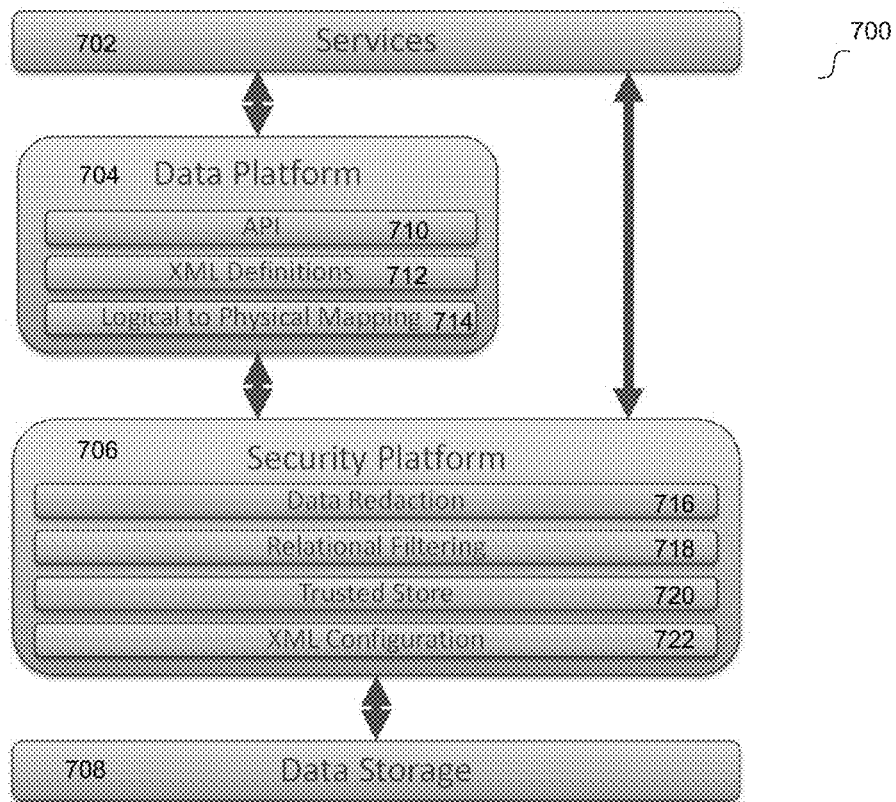 702 Services
700
704 Data Platform
API 710
XML Definitions 712
Logical to Physical Mapping 714
706
Security Platform
Data Redaction 716
Relational Filtering 718
Trusted Store 720
XML Configuration 722
708 Data Storage